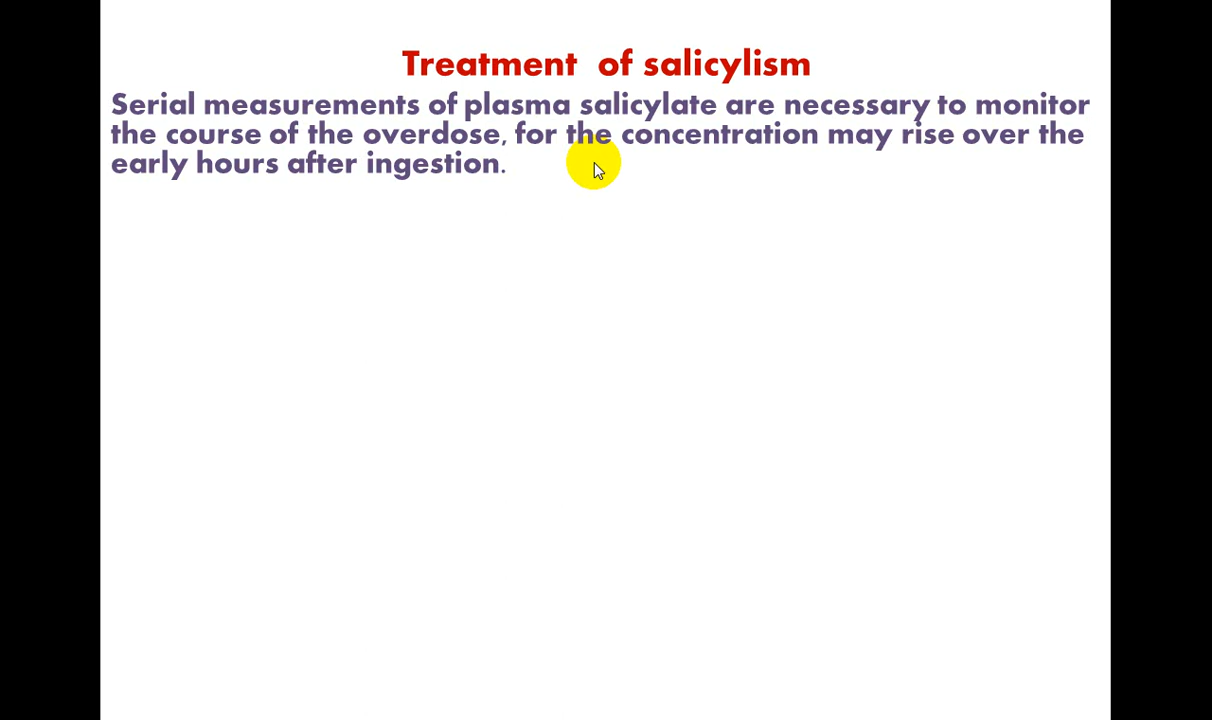 Treatment of salicylism
Serial measurements of plasma salicylate are necessary to monitor
the course of the overdose, for the concentration may rise over the
early hours after ingestion.